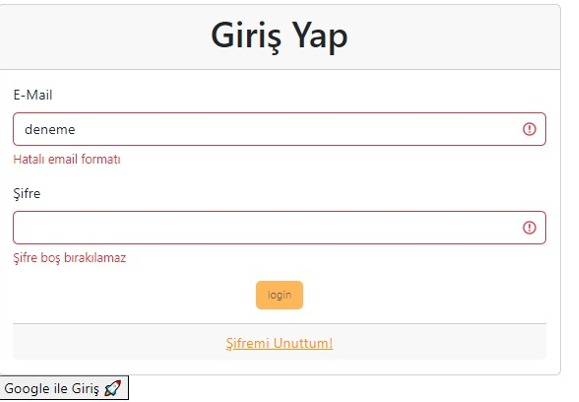 Giriş Yap
E-Mail
deneme
Hatalı email formatı
Şifre
Şifre boş bırakılamaz
login
Şifremi Unuttum!
Google ile Giriş 🚀